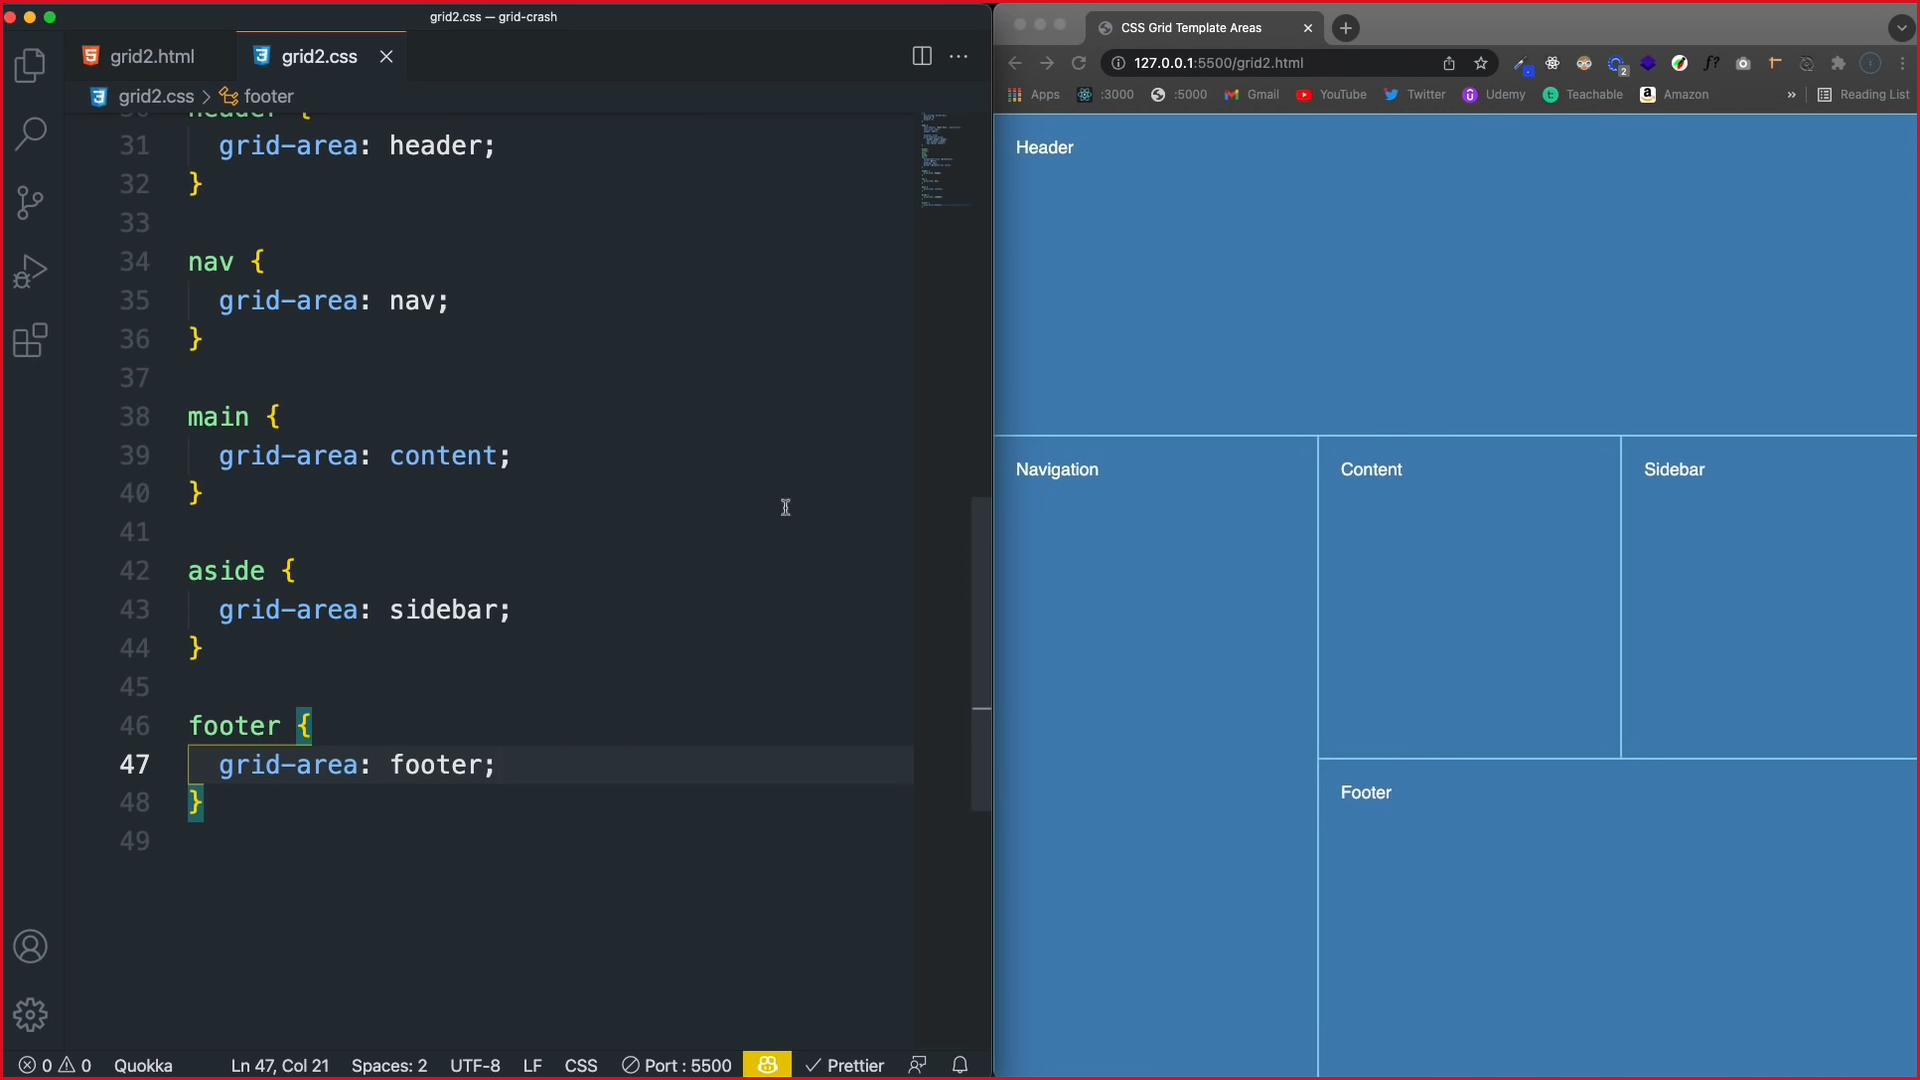 grid2.css — grid-crash
grid2.html
grid2.css
grid2.css > footer
header {
31 grid-area: header;
32 }
33
34 nav {
35 grid-area: nav;
36 }
37
38 main {
39 grid-area: content;
40 }
41
42 aside {
43 grid-area: sidebar;
44 }
45
46 footer {
47 grid-area: footer;
48 }
49
0 0 Quokka Ln 47, Col 21 Spaces: 2 UTF-8 LF CSS Port : 5500 Prettier
CSS Grid Template Areas
127.0.0.1:5500/grid2.html
2
f?
Apps :3000 :5000 Gmail YouTube Twitter Udemy Teachable Amazon » Reading List
Header
Navigation
Content
Sidebar
Footer